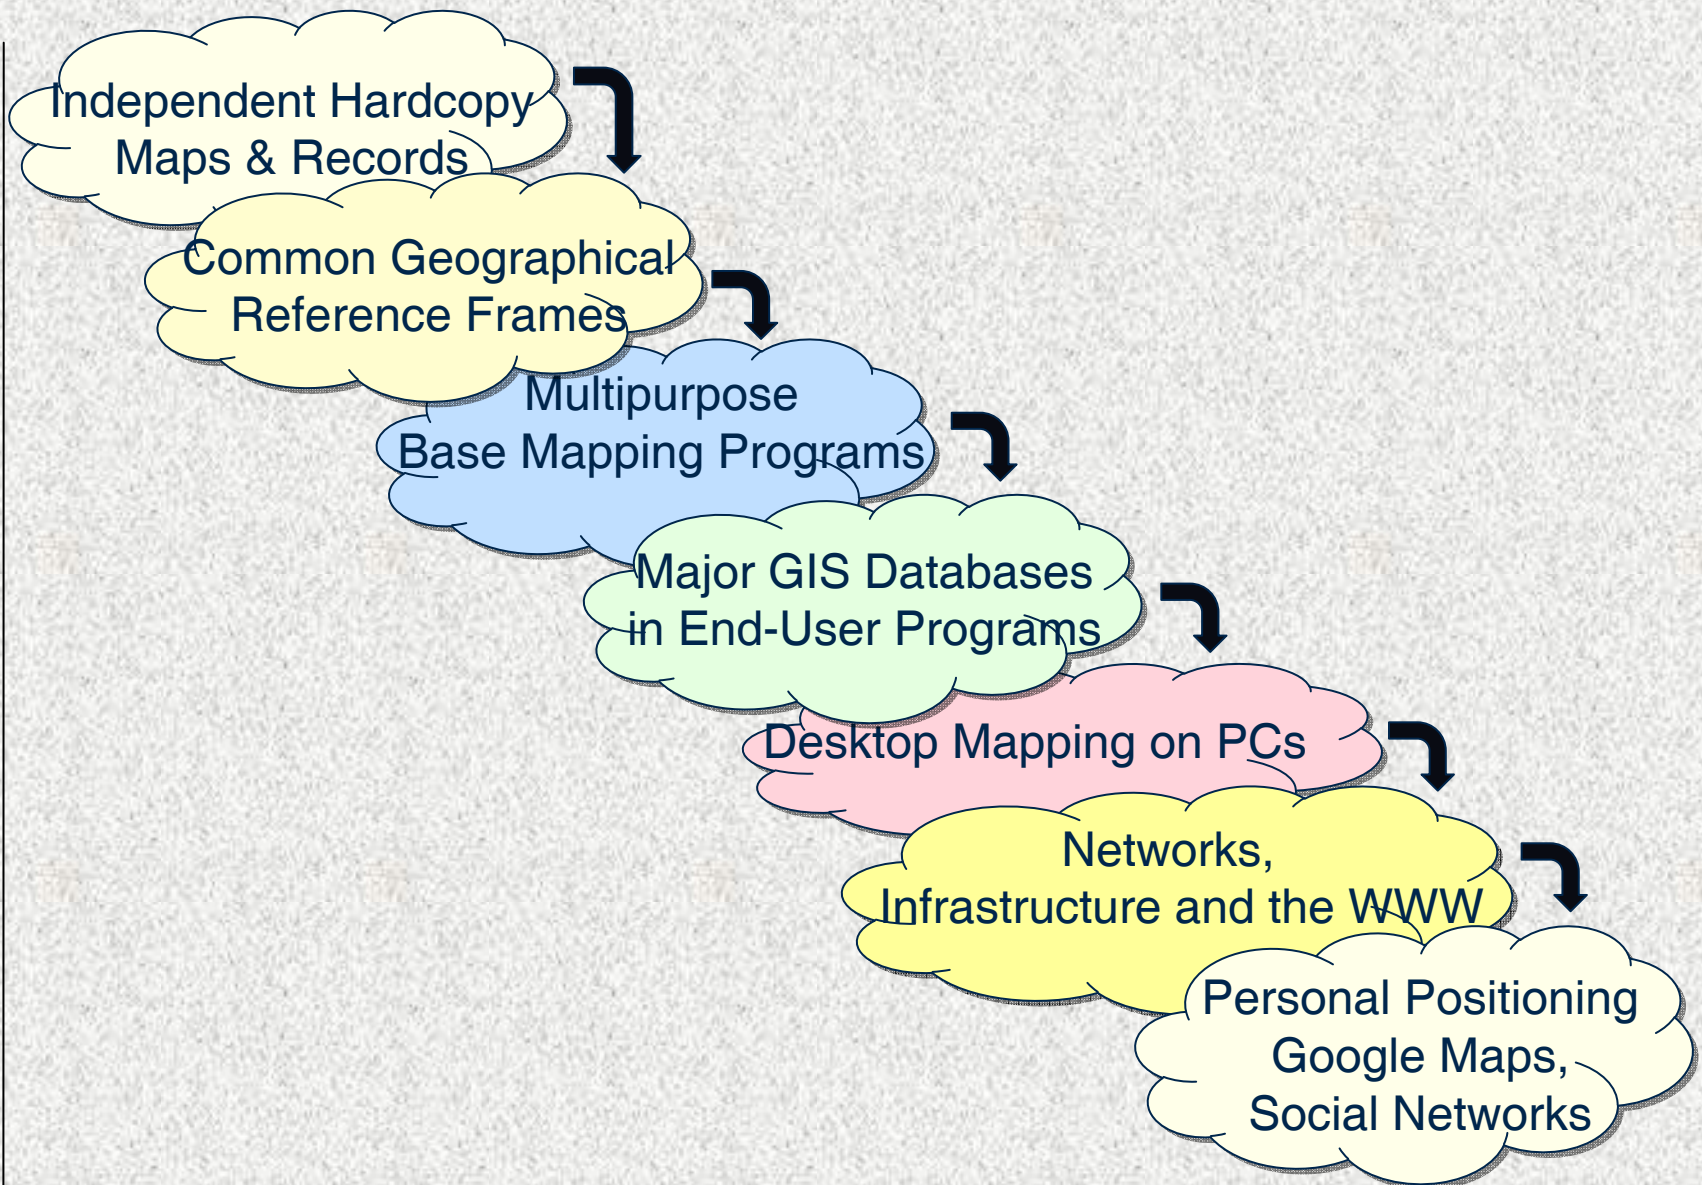 Independent Hardcopy
Maps & Records
Common Geographical
Reference Frames
Multipurpose
Base Mapping Programs
Major GIS Databases
in End-User Programs
Desktop Mapping on PCs
Networks,
Infrastructure and the WWW
Personal Positioning
Google Maps,
Social Networks